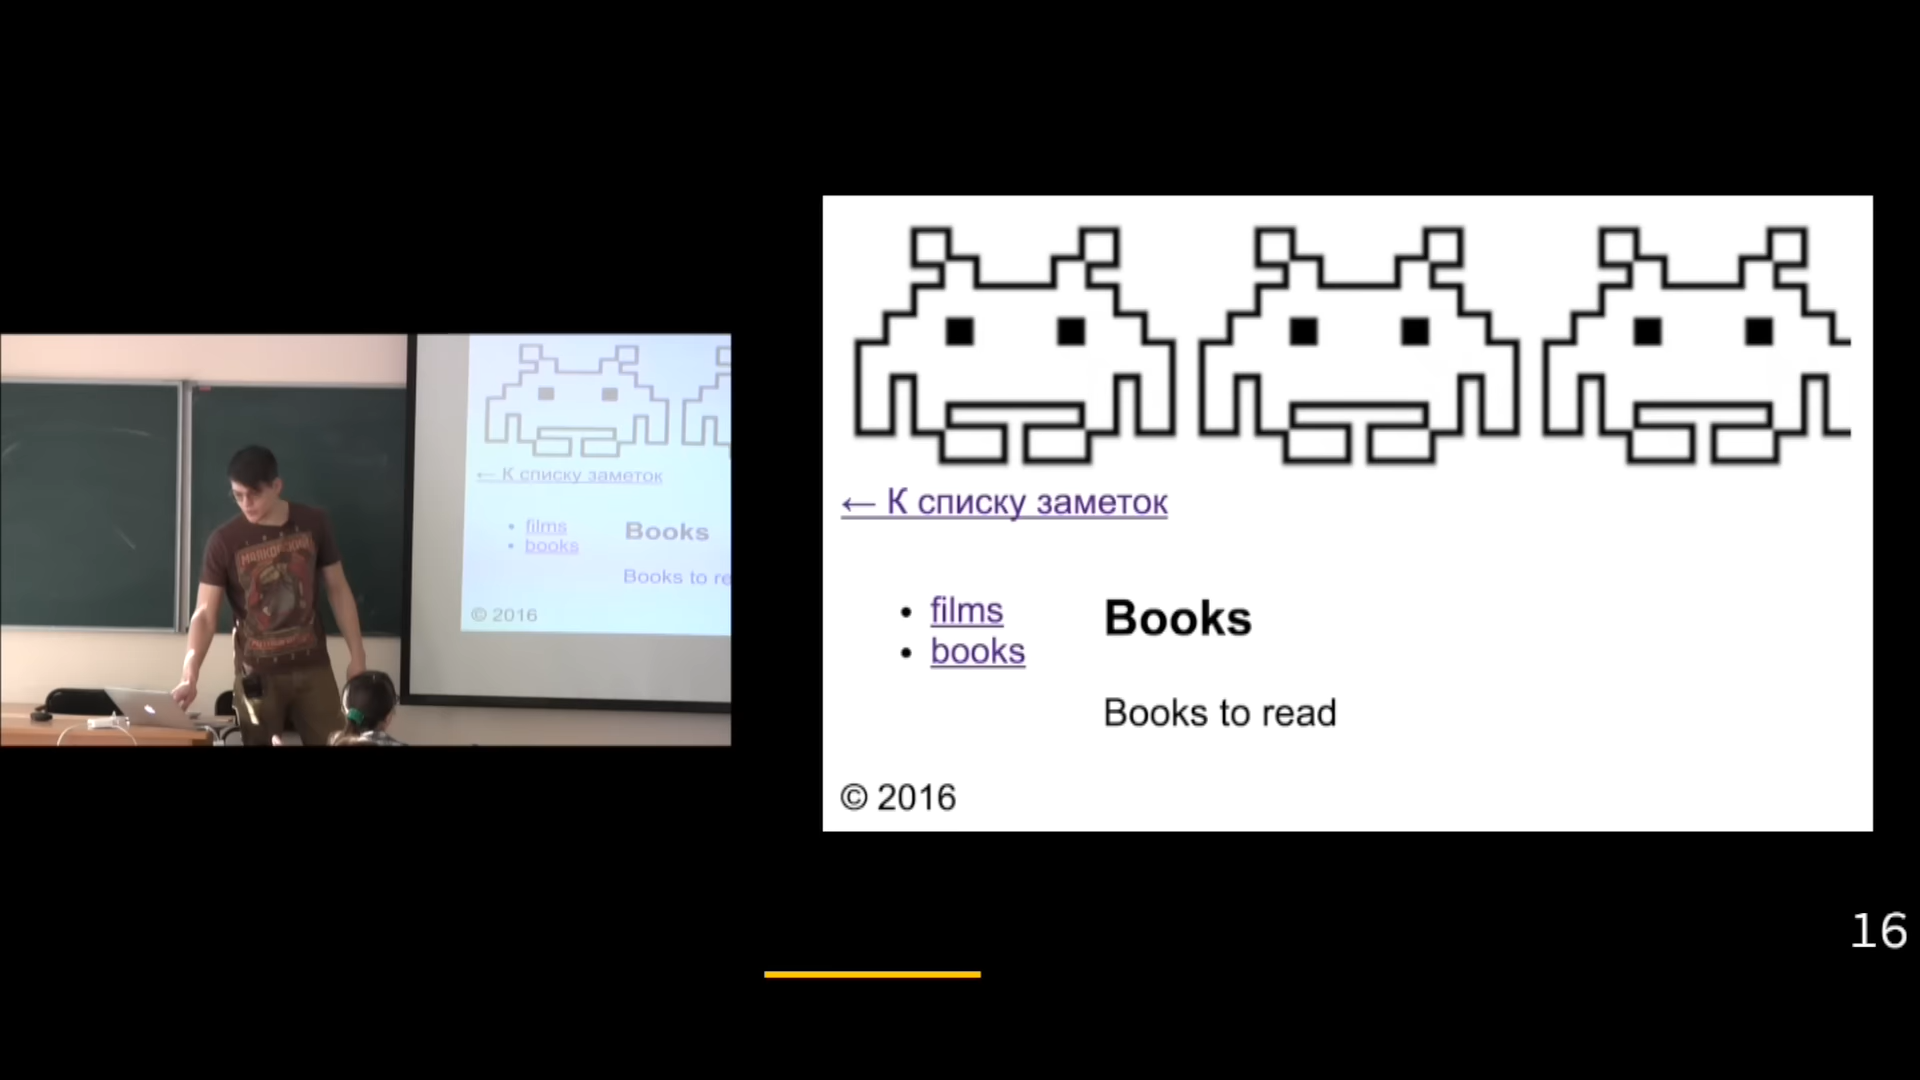 МАЯКОВСКИЙ
← К списку заметок
films
books
Books
Books to re
© 2016
← К списку заметок
films
books
Books
Books to read
© 2016
16